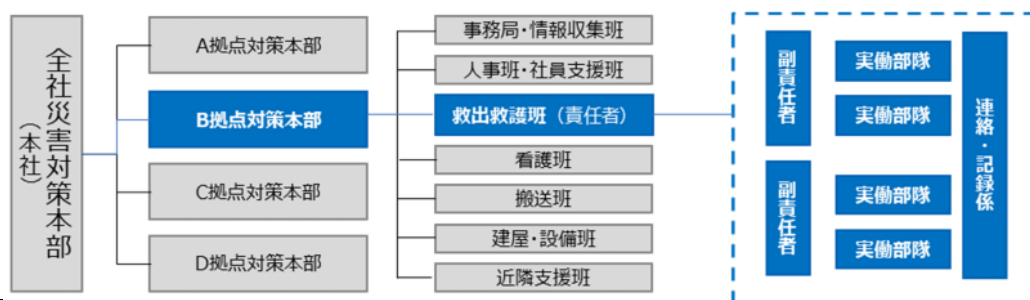 全社災害対策本部
(本社)
A拠点対策本部
B拠点対策本部
C拠点対策本部
D拠点対策本部
事務局・情報収集班
人事班・社員支援班
救出救護班（責任者）
看護班
搬送班
建屋・設備班
近隣支援班
副責任者
実働部隊
実働部隊
副責任者
実働部隊
実働部隊
連絡・記録係